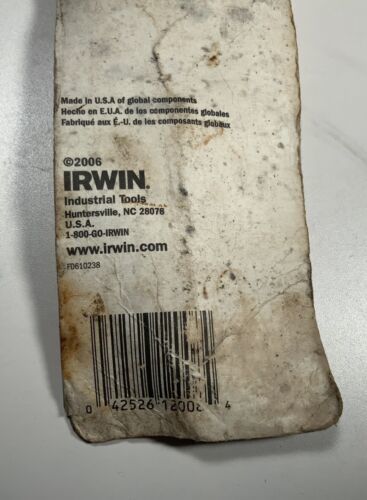 Made in U.S.A of global components
Hecho en E.U.A. de los componentes globales
Fabriqué aux É.-U. de les composants globaux
©2006
IRWIN.
Industrial Tools
Huntersville, NC 28078
U.S.A.
1-800-GO-IRWIN
www.irwin.com
FD610238
0 42526 12002 4